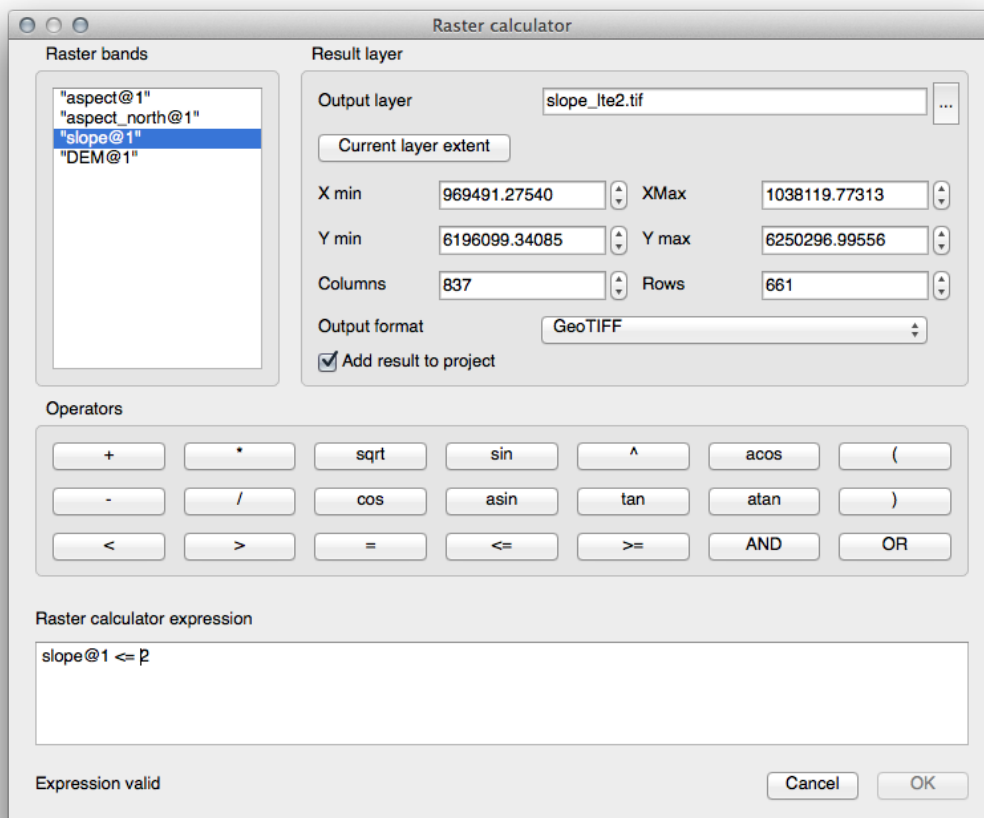 Raster calculator
Raster bands
Result layer
"aspect@1"
"aspect_north@1"
"slope@1"
"DEM@1"
Output layer
slope_lte2.tif
...
Current layer extent
X min
969491.27540
XMax
1038119.77313
Y min
6196099.34085
Y max
6250296.99556
Columns
837
Rows
661
Output format
GeoTIFF
Add result to project
Operators
+ * sqrt sin ^ acos (
- / cos asin tan atan )
< > = <= >= AND OR
Raster calculator expression
slope@1 <= 2
Expression valid
Cancel
OK